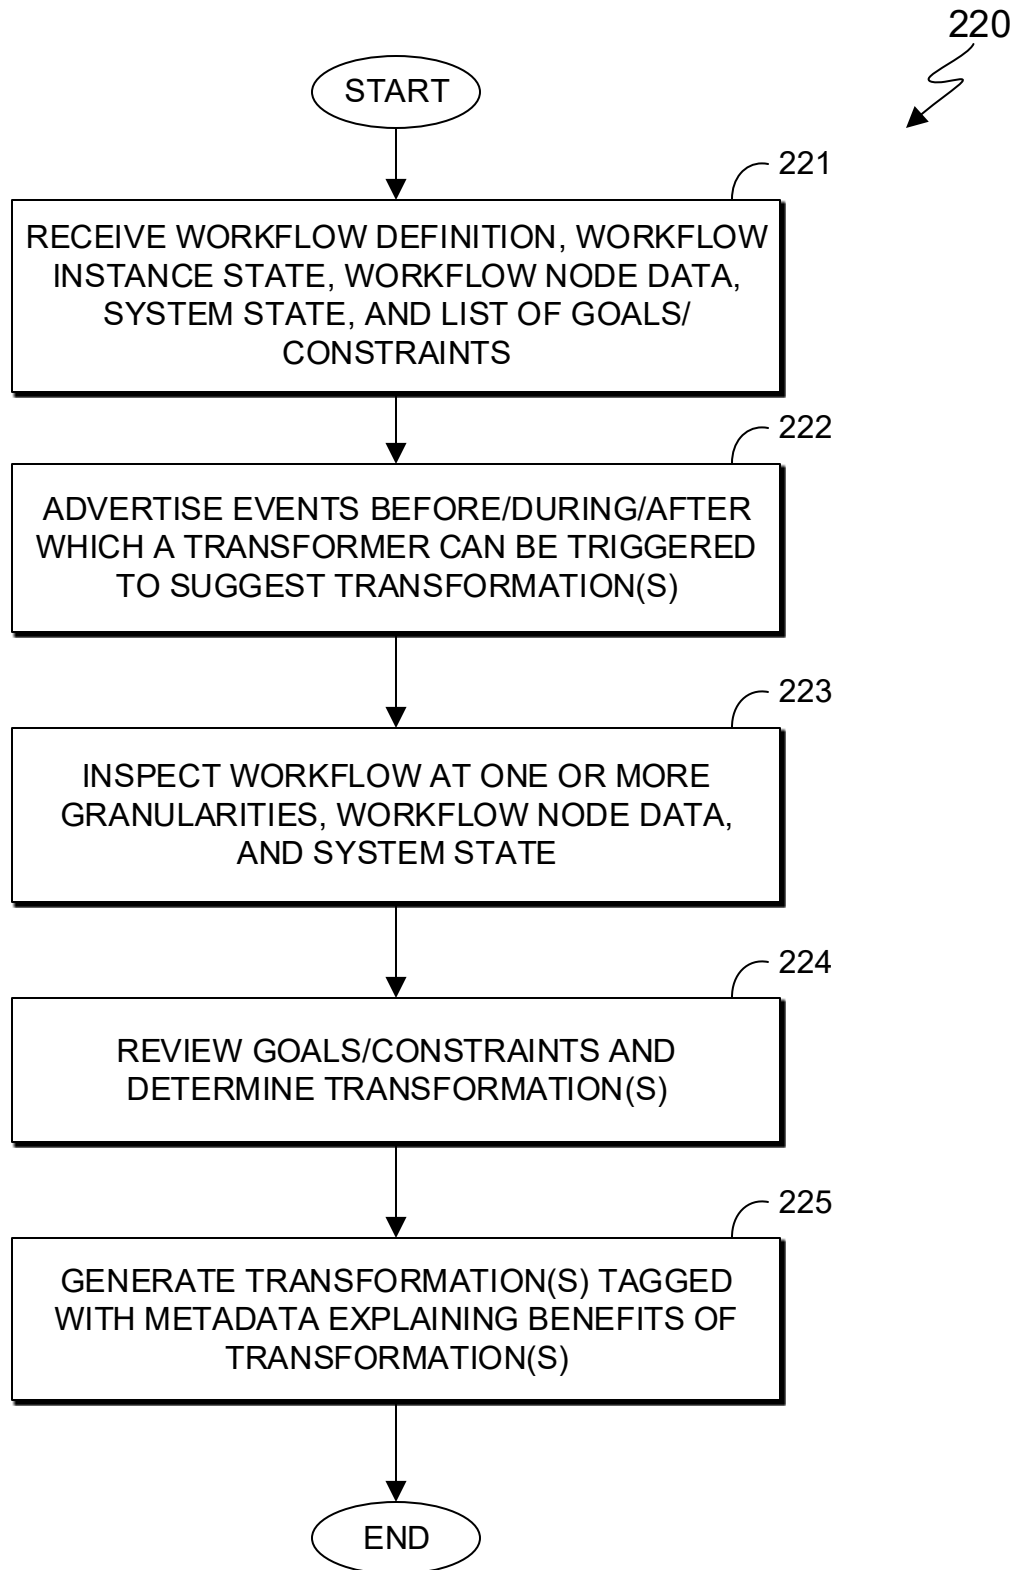 220
START
221
RECEIVE WORKFLOW DEFINITION, WORKFLOW
INSTANCE STATE, WORKFLOW NODE DATA,
SYSTEM STATE, AND LIST OF GOALS/
CONSTRAINTS
222
ADVERTISE EVENTS BEFORE/DURING/AFTER
WHICH A TRANSFORMER CAN BE TRIGGERED
TO SUGGEST TRANSFORMATION(S)
223
INSPECT WORKFLOW AT ONE OR MORE
GRANULARITIES, WORKFLOW NODE DATA,
AND SYSTEM STATE
224
REVIEW GOALS/CONSTRAINTS AND
DETERMINE TRANSFORMATION(S)
225
GENERATE TRANSFORMATION(S) TAGGED
WITH METADATA EXPLAINING BENEFITS OF
TRANSFORMATION(S)
END